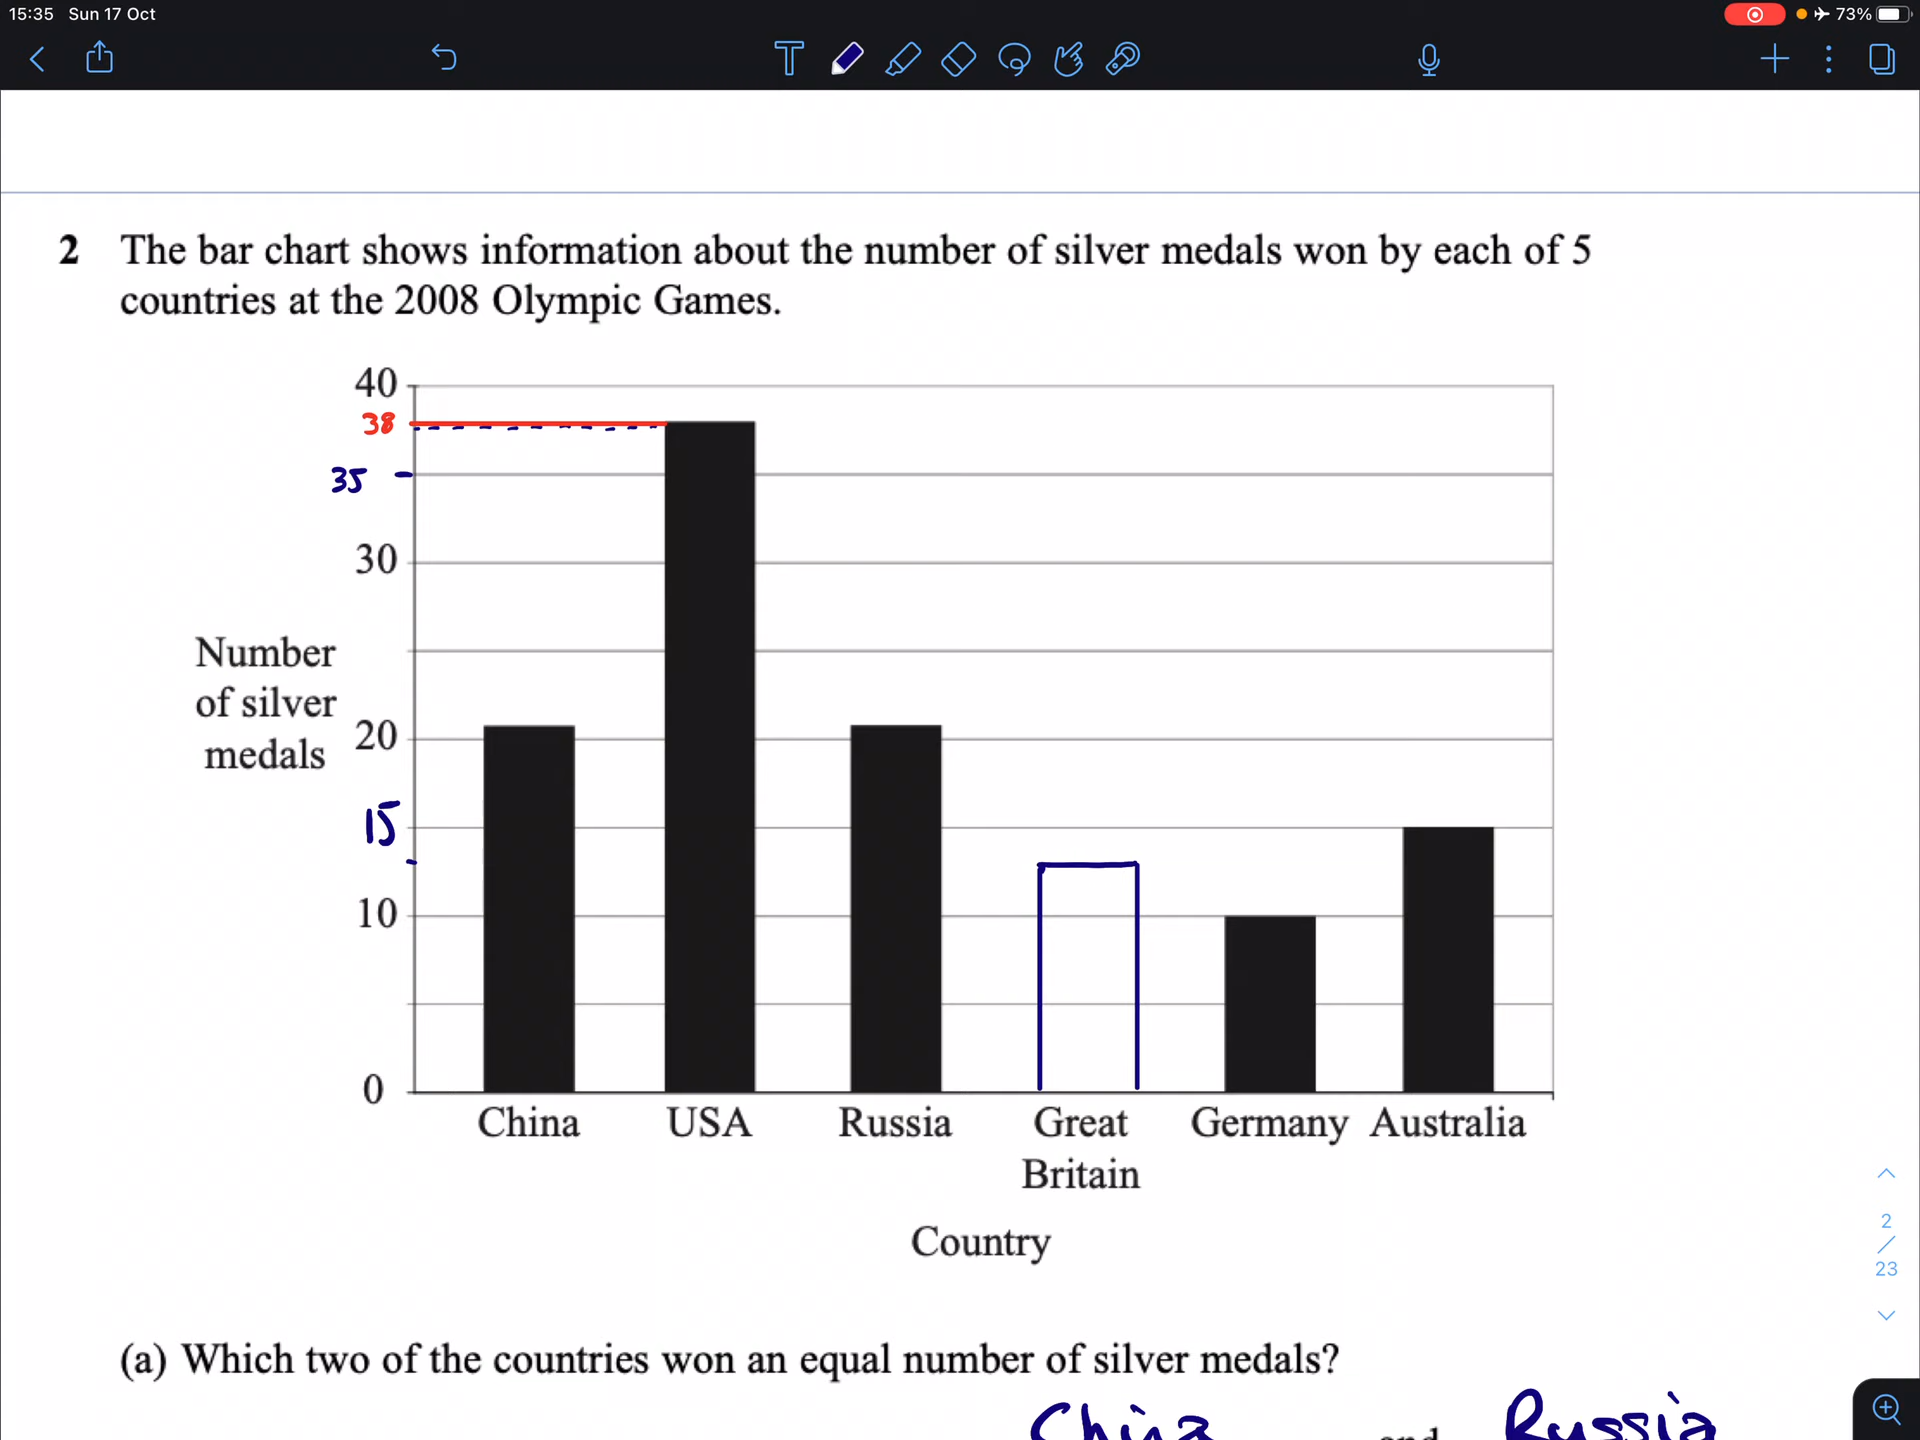 15:35 Sun 17 Oct
73%
2 The bar chart shows information about the number of silver medals won by each of 5
countries at the 2008 Olympic Games.
40
38
35
30
Number
of silver
medals
20
15
10
0
China USA Russia Great Britain Germany Australia
Country
2
/
23
(a) Which two of the countries won an equal number of silver medals?
China and Russia